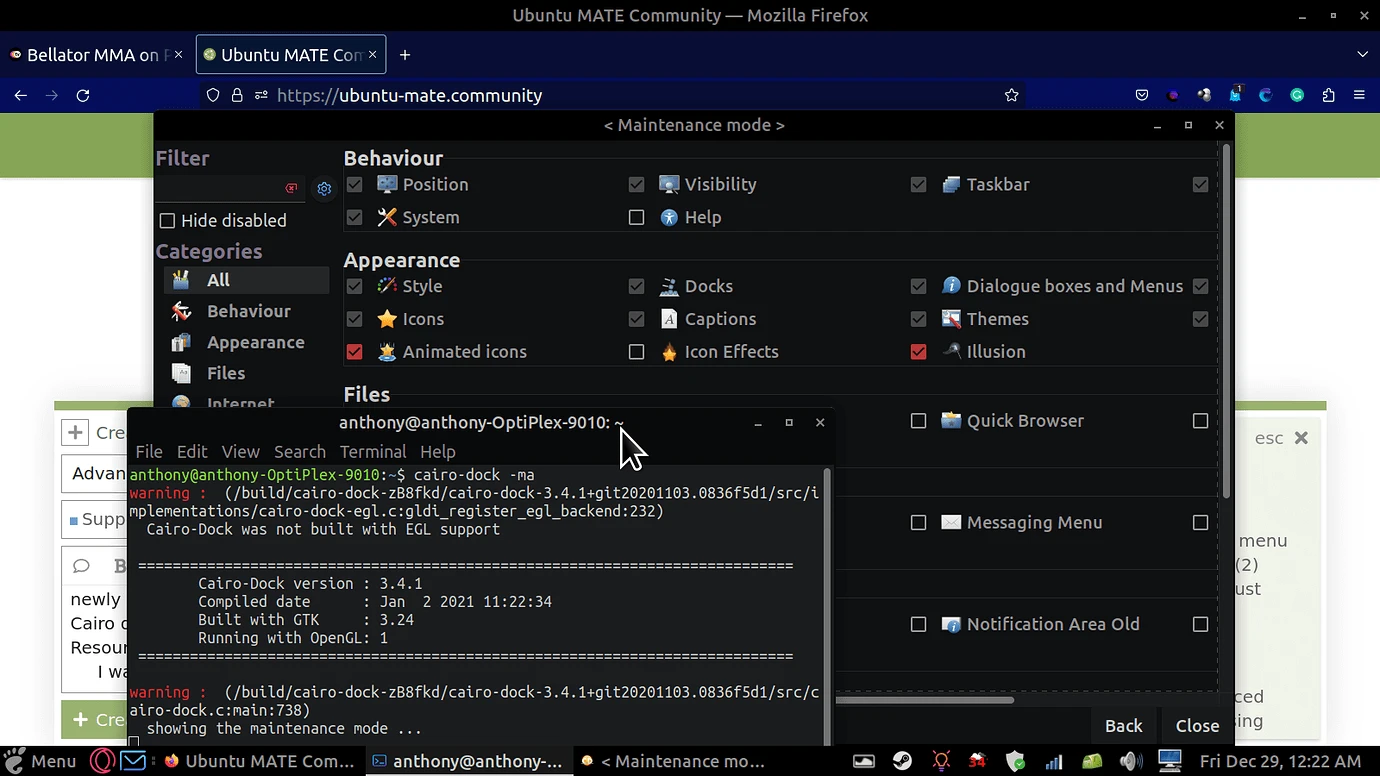 Ubuntu MATE Community — Mozilla Firefox
Bellator MMA on P
Ubuntu MATE Com
https://ubuntu-mate.community
1
< Maintenance mode >
Filter
Hide disabled
Categories
All
Behaviour
Appearance
Files
Internet
Behaviour
Position Visibility Taskbar
System Help
Appearance
Style Docks Dialogue boxes and Menus
Icons Captions Themes
Animated icons Icon Effects Illusion
Files
Quick Browser
Messaging Menu
Notification Area Old
Back Close
Cre
Advan
Supp
B
newly
Cairo d
Resour
I wa
+ Cre
esc
menu
(2)
ust
ced
ing
anthony@anthony-OptiPlex-9010: ~
File Edit View Search Terminal Help
anthony@anthony-OptiPlex-9010:~$ cairo-dock -ma
warning :  (/build/cairo-dock-zB8fkd/cairo-dock-3.4.1+git20201103.0836f5d1/src/i
mplementations/cairo-dock-egl.c:gldi_register_egl_backend:232)
Cairo-Dock was not built with EGL support
============================================================================
Cairo-Dock version : 3.4.1
Compiled date      : Jan  2 2021 11:22:34
Built with GTK     : 3.24
Running with OpenGL: 1
============================================================================
warning :  (/build/cairo-dock-zB8fkd/cairo-dock-3.4.1+git20201103.0836f5d1/src/c
airo-dock.c:main:738)
showing the maintenance mode ...
Menu Ubuntu MATE Com... anthony@anthony-... < Maintenance mo... 34 Fri Dec 29, 12:22 AM